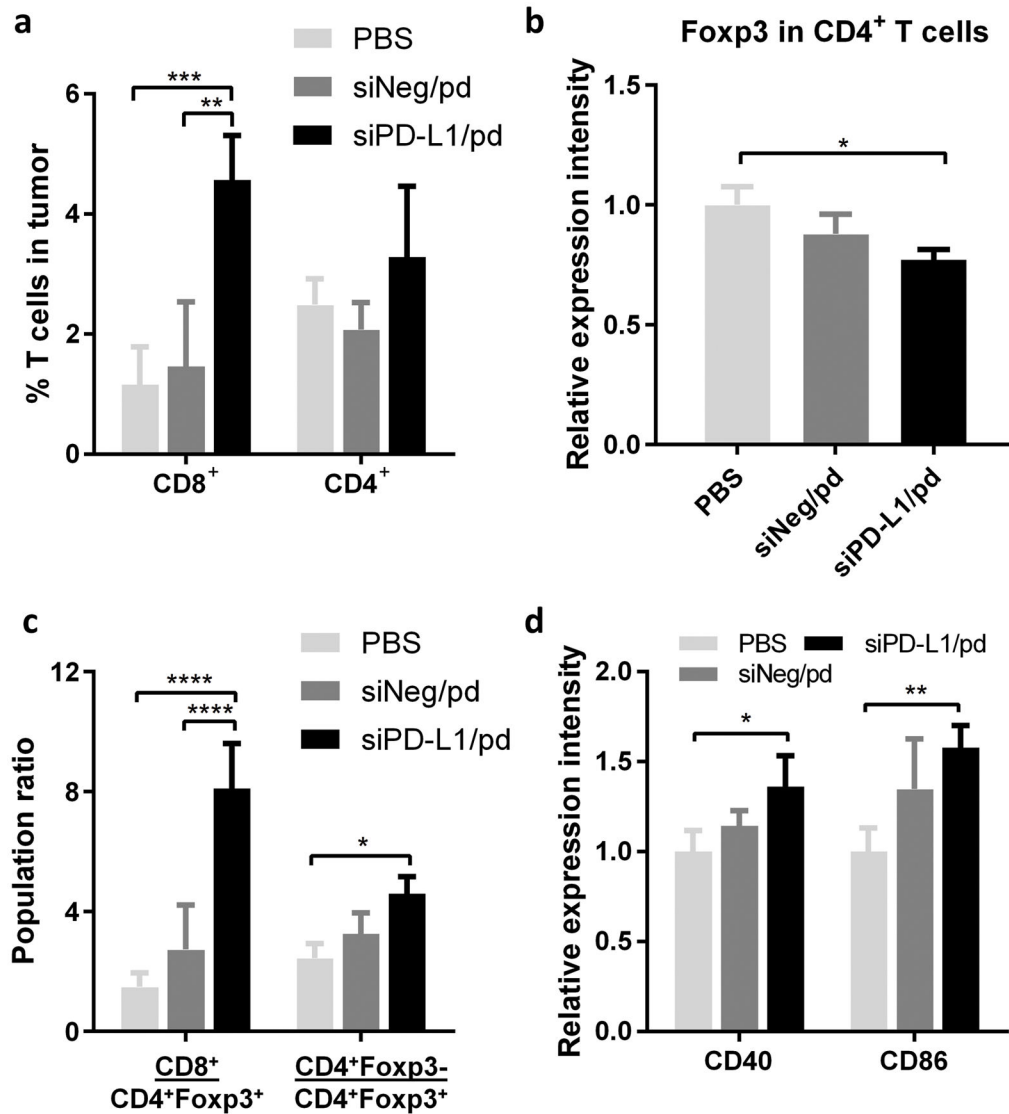 a
PBS
siNeg/pd
siPD-L1/pd
% T cells in tumor
6
4
2
0
***
**
CD8+
CD4+
b
Foxp3 in CD4+ T cells
Relative expression intensity
1.5
1.0
0.5
0.0
*
PBS
siNeg/pd
siPD-L1/pd
c
PBS
siNeg/pd
siPD-L1/pd
Population ratio
12
8
4
0
****
****
*
CD8+
CD4+Foxp3+
CD4+Foxp3-
CD4+Foxp3+
d
PBS
siPD-L1/pd
siNeg/pd
Relative expression intensity
2.0
1.5
1.0
0.5
0.0
*
**
CD40
CD86